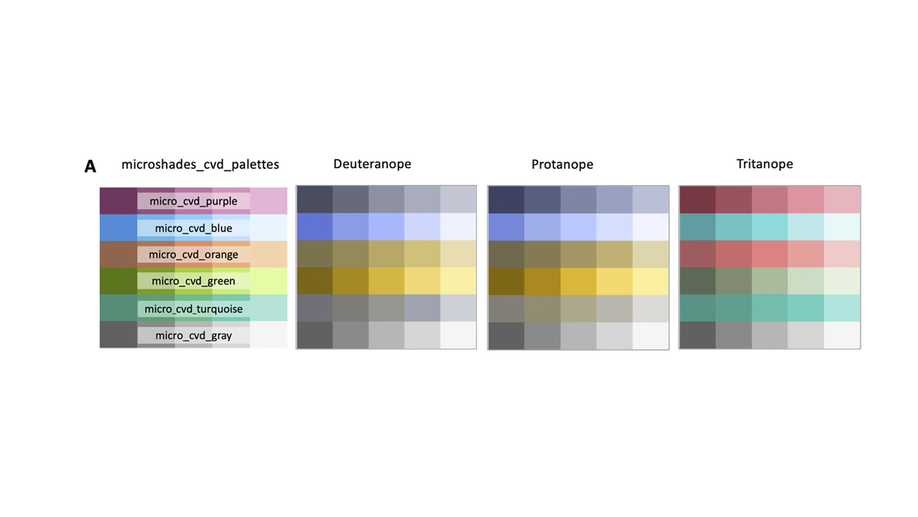 A microshades_cvd_palettes Deuteranope Protanope Tritanope
micro_cvd_purple
micro_cvd_blue
micro_cvd_orange
micro_cvd_green
micro_cvd_turquoise
micro_cvd_gray